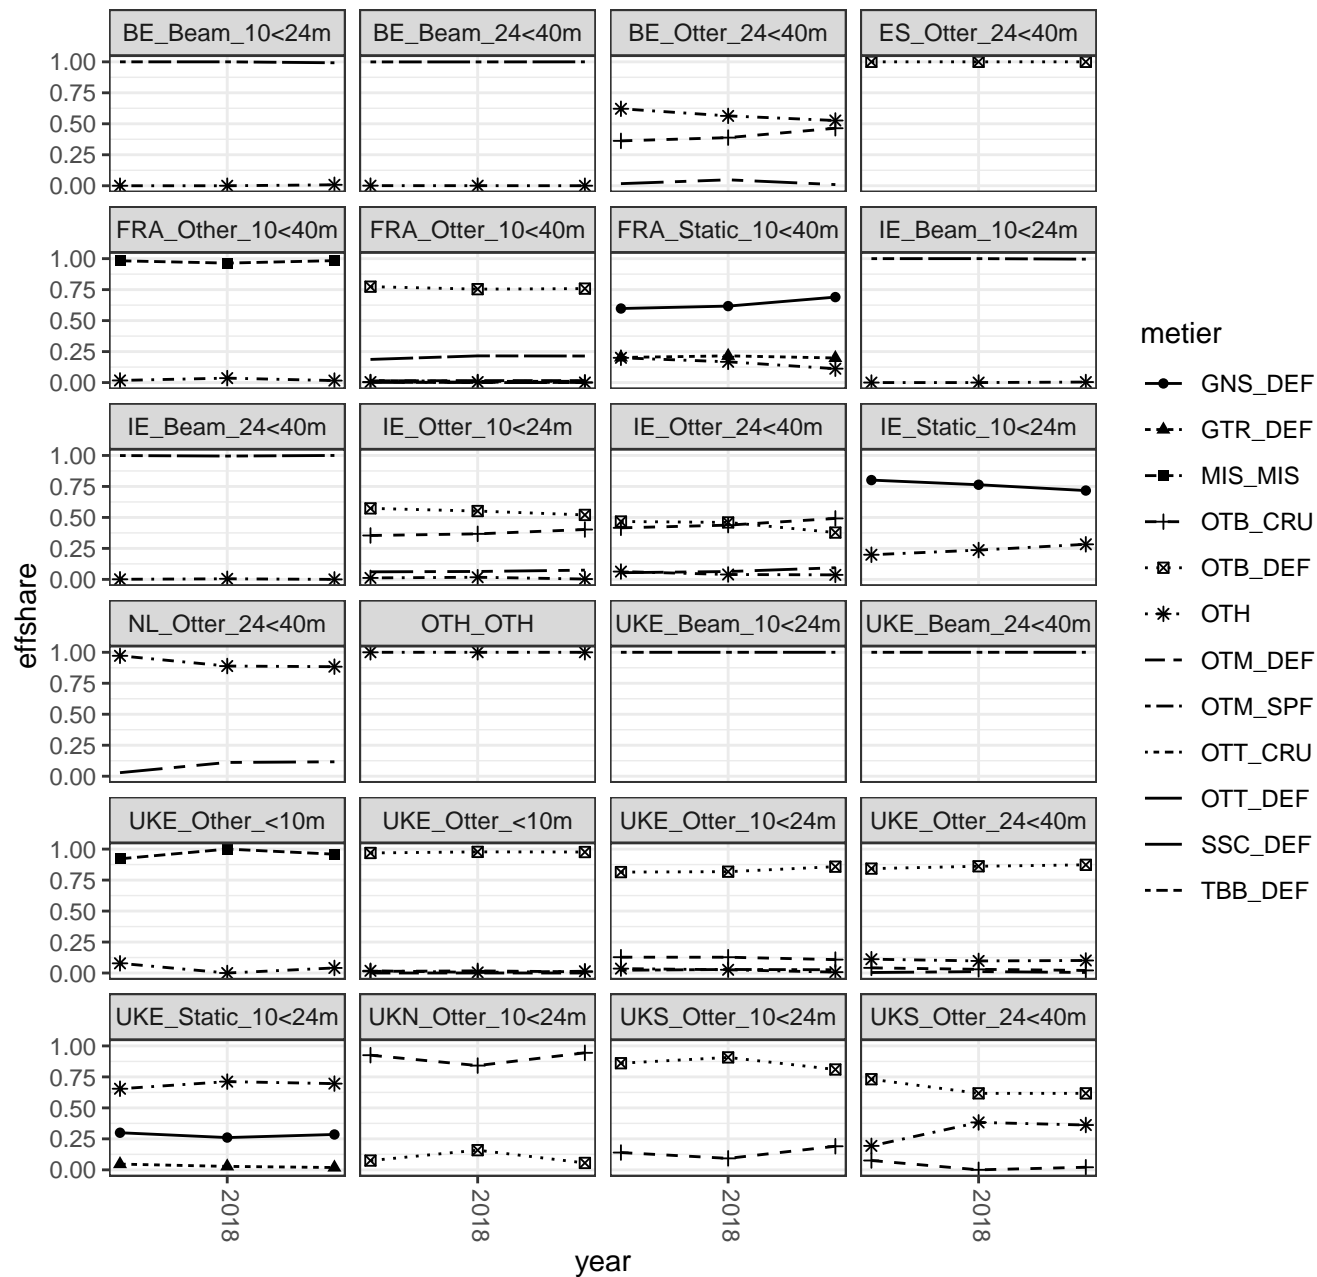 BE_Beam_10<24m
BE_Beam_24<40m
BE_Otter_24<40m
ES_Otter_24<40m
1.00
0.75
0.50
0.25
0.00
FRA_Other_10<40m
FRA_Otter_10<40m
FRA_Static_10<40m
IE_Beam_10<24m
1.00
0.75
0.50
0.25
0.00
IE_Beam_24<40m
IE_Otter_10<24m
IE_Otter_24<40m
IE_Static_10<24m
1.00
0.75
0.50
0.25
0.00
NL_Otter_24<40m
OTH_OTH
UKE_Beam_10<24m
UKE_Beam_24<40m
1.00
0.75
0.50
0.25
0.00
UKE_Other_<10m
UKE_Otter_<10m
UKE_Otter_10<24m
UKE_Otter_24<40m
1.00
0.75
0.50
0.25
0.00
UKE_Static_10<24m
UKN_Otter_10<24m
UKS_Otter_10<24m
UKS_Otter_24<40m
1.00
0.75
0.50
0.25
0.00
2018
2018
2018
2018
year
effshare
metier
GNS_DEF
GTR_DEF
MIS_MIS
OTB_CRU
OTB_DEF
OTH
OTM_DEF
OTM_SPF
OTT_CRU
OTT_DEF
SSC_DEF
TBB_DEF